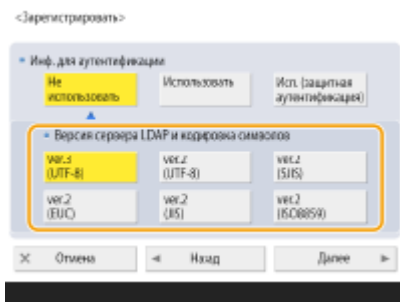 <Зарегистрировать>
Инф. для аутентификации
Не использовать
Использовать
Исп. (защитная аутентификация)
Версия сервера LDAP и кодировка символов
ver.3 (UTF-8)
ver.2 (UTF-8)
ver.2 (SJIS)
ver.2 (EUC)
ver.2 (JIS)
ver.2 (ISO8859)
Отмена
Назад
Далее